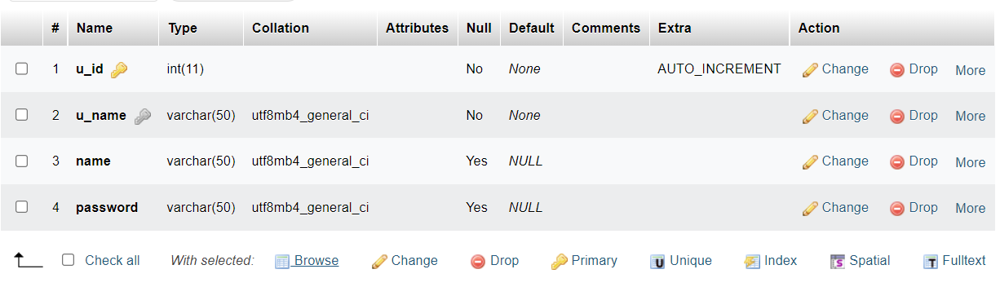 # Name Type Collation Attributes Null Default Comments Extra Action
1 u_id int(11) No None AUTO_INCREMENT Change Drop More
2 u_name varchar(50) utf8mb4_general_ci No None Change Drop More
3 name varchar(50) utf8mb4_general_ci Yes NULL Change Drop More
4 password varchar(50) utf8mb4_general_ci Yes NULL Change Drop More
Check all With selected: Browse Change Drop Primary Unique Index Spatial Fulltext